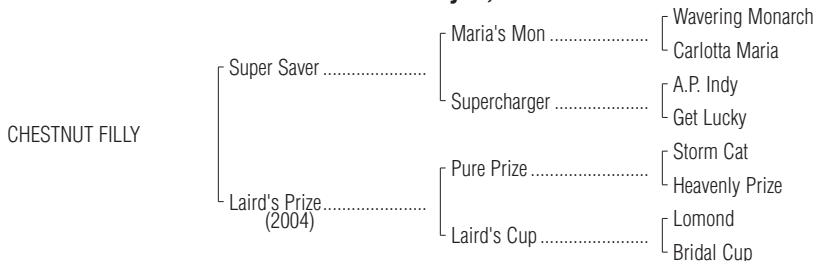 Wavering Monarch
Maria's Mon ........................
Carlotta Maria
Super Saver .........................
A.P. Indy
Supercharger ......................
Get Lucky
CHESTNUT FILLY
Storm Cat
Pure Prize ...........................
Heavenly Prize
Laird's Prize.........................
(2004)
Lomond
Laird's Cup .........................
Bridal Cup